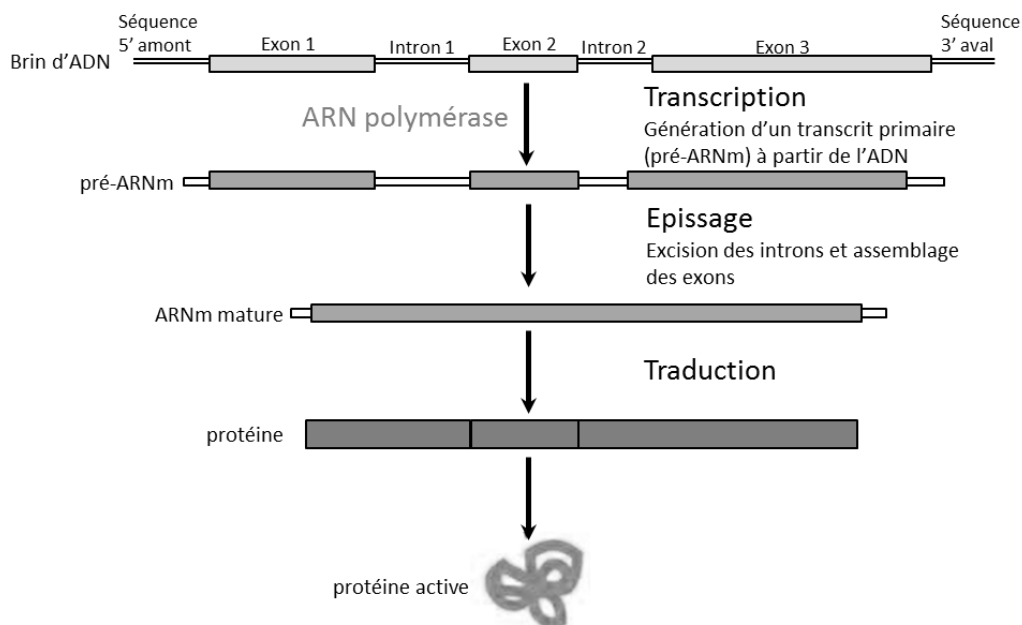 Séquence
5’ amont
Séquence
3’ aval
Exon 1
Intron 1
Exon 2
Intron 2
Exon 3
Brin d’ADN
ARN polymérase
Transcription
Génération d’un transcrit primaire
(pré-ARNm) à partir de l’ADN
pré-ARNm
Epissage
Excision des introns et assemblage
des exons
ARNm mature
Traduction
protéine
protéine active